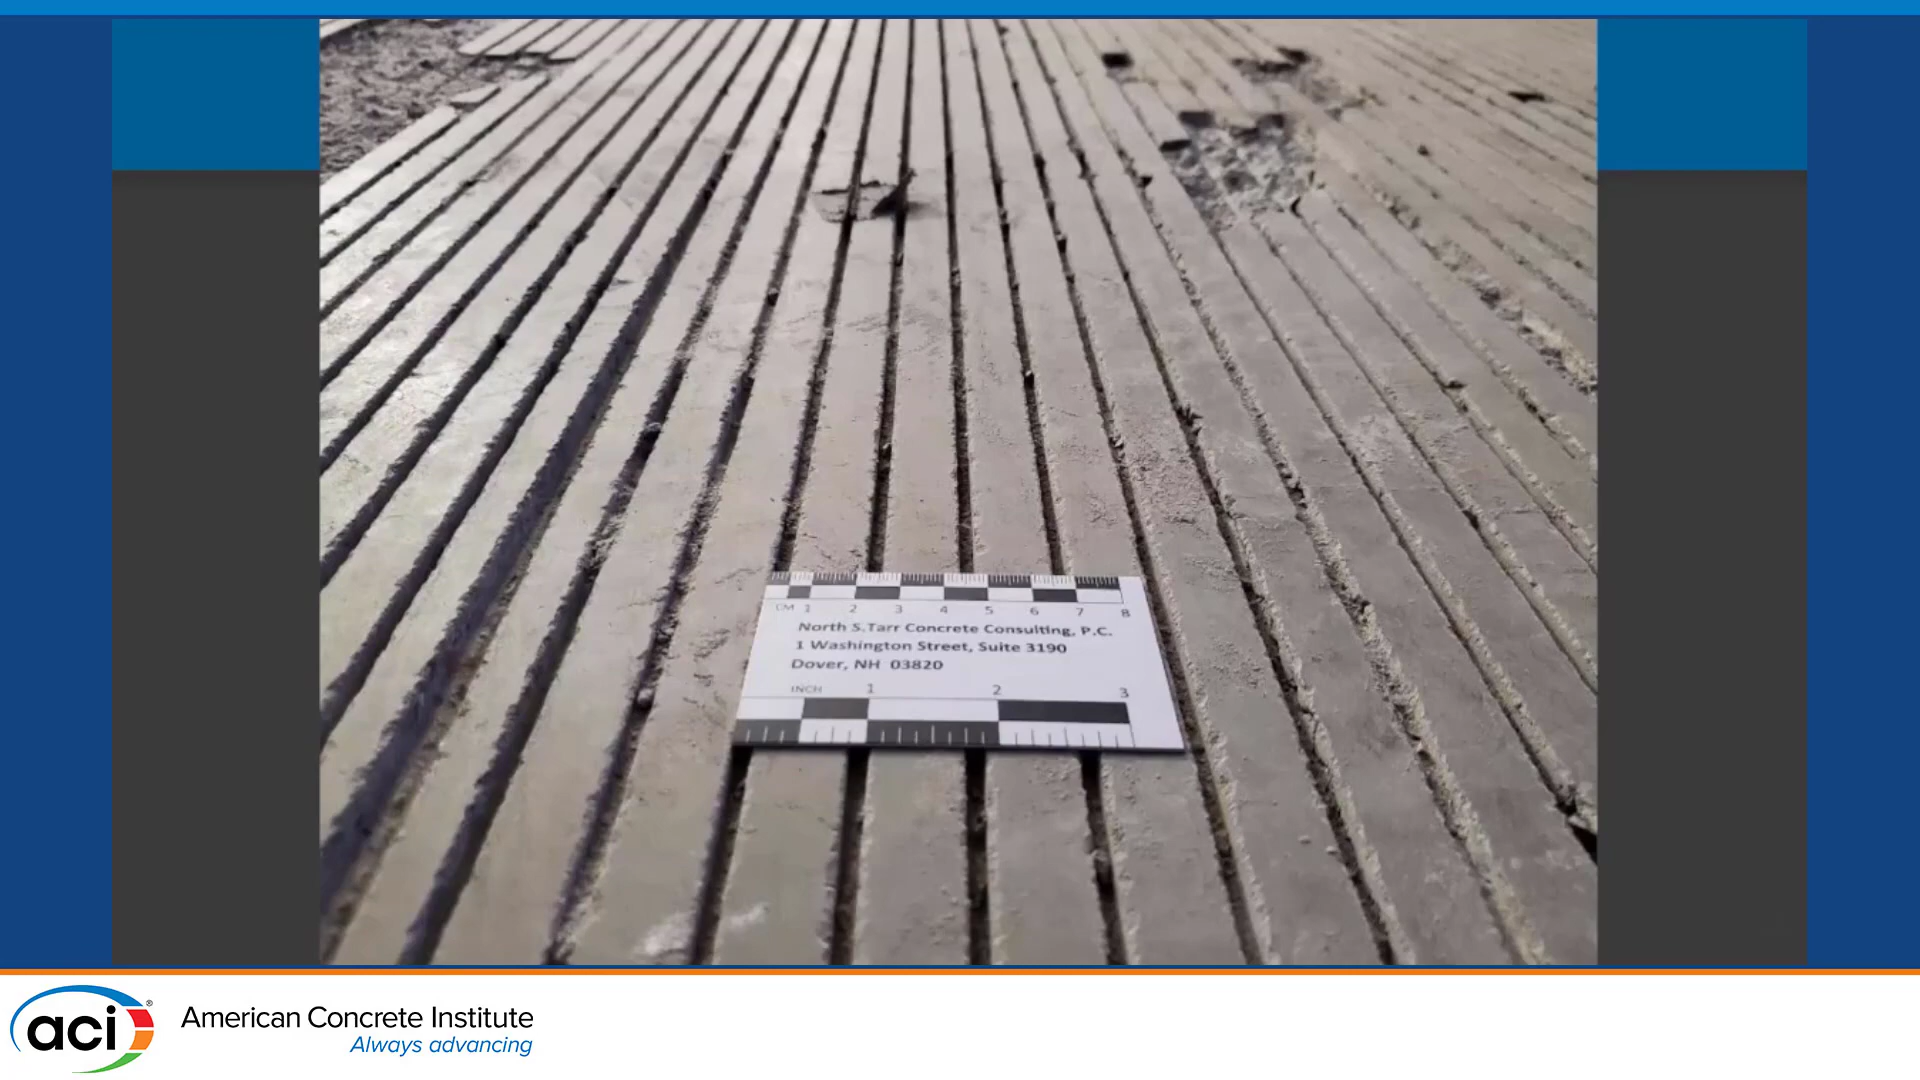 CM 1 2 3 4 5 6 7 8
North S.Tarr Concrete Consulting, P.C.
1 Washington Street, Suite 3190
Dover, NH 03820
INCH 1 2 3
aci®
American Concrete Institute
Always advancing